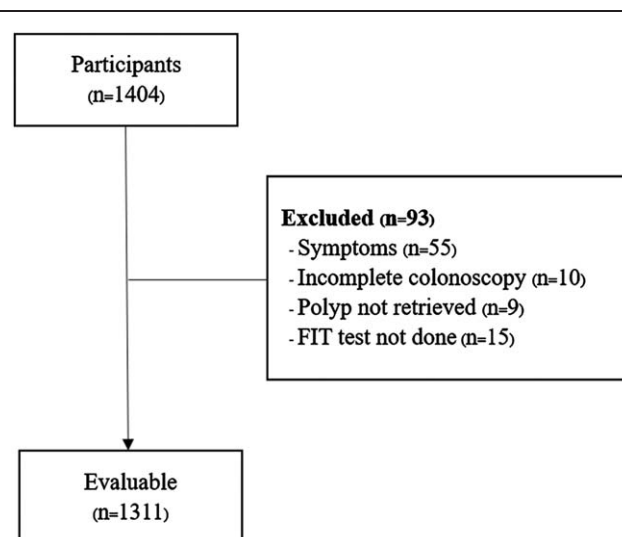 Participants
(n=1404)
Excluded (n=93)
- Symptoms (n=55)
- Incomplete colonoscopy (n=10)
- Polyp not retrieved (n=9)
- FIT test not done (n=15)
Evaluable
(n=1311)